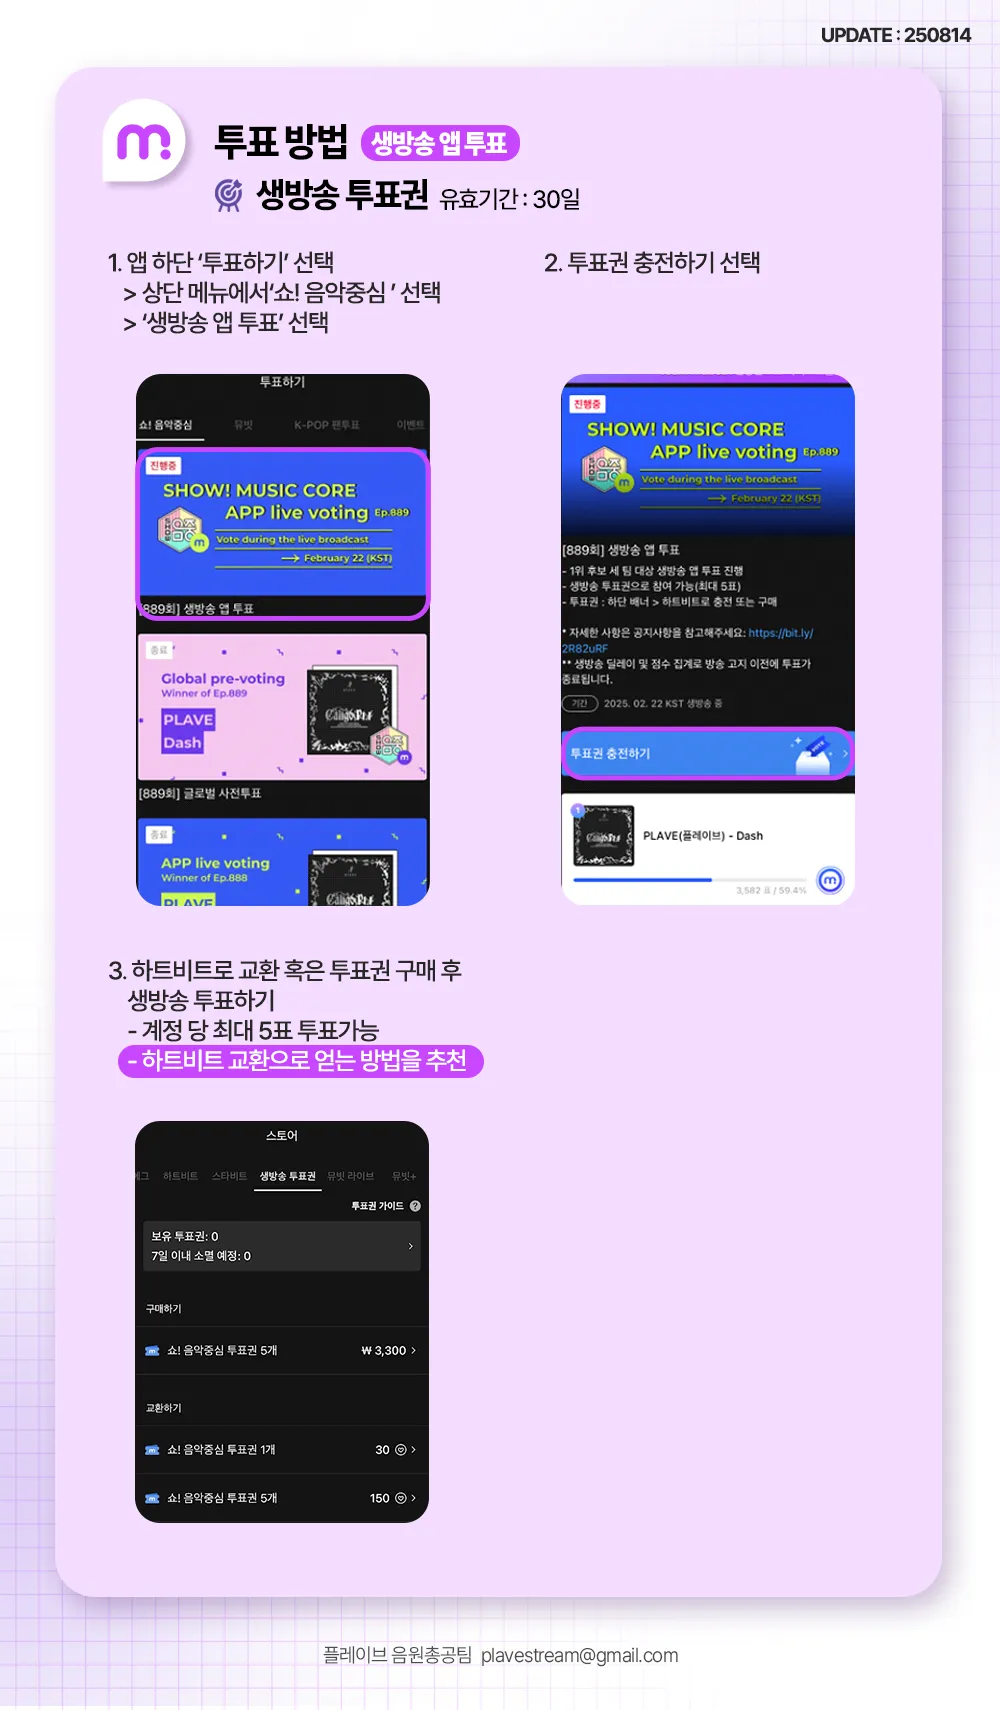 UPDATE : 250814
m.
투표 방법 생방송 앱 투표
생방송 투표권 유효기간 : 30일
1. 앱 하단 ‘투표하기’ 선택
> 상단 메뉴에서‘쇼! 음악중심 ’ 선택
> ‘생방송 앱 투표’ 선택
투표하기
쇼! 음악중심 뮤빗 K-POP 팬투표 이벤트
진행중
SHOW! MUSIC CORE
APP live voting Ep.889
Vote during the live broadcast
February 22 (KST)
[889회] 생방송 앱 투표
종료
Global pre-voting
Winner of Ep.889
PLAVE
Dash
[889회] 글로벌 사전투표
종료
APP live voting
Winner of Ep.888
PLAVE
2. 투표권 충전하기 선택
진행중
SHOW! MUSIC CORE
APP live voting Ep.889
Vote during the live broadcast
February 22 (KST)
[889회] 생방송 앱 투표
- 1위 후보 세 팀 대상 생방송 앱 투표 진행
- 생방송 투표권으로 참여 가능(최대 5표)
- 투표권 : 하단 배너 > 하트비트로 충전 또는 구매
* 자세한 사항은 공지사항을 참고해주세요: https://bit.ly/
2R82uRF
** 생방송 딜레이 및 점수 집계로 방송 고지 이전에 투표가
종료됩니다.
기간 2025. 02. 22 KST 생방송 중
투표권 충전하기
VOTE
1
PLAVE(플레이브) - Dash
3,582 표 / 59.4%
m
3. 하트비트로 교환 혹은 투표권 구매 후
생방송 투표하기
- 계정 당 최대 5표 투표가능
- 하트비트 교환으로 얻는 방법을 추천
스토어
하트비트 스타비트 생방송 투표권 뮤빗 라이브 뮤빗+
투표권 가이드 ?
보유 투표권: 0
7일 이내 소멸 예정: 0
구매하기
쇼! 음악중심 투표권 5개 ₩ 3,300
교환하기
쇼! 음악중심 투표권 1개 30
쇼! 음악중심 투표권 5개 150
플레이브 음원총공팀 plavestream@gmail.com